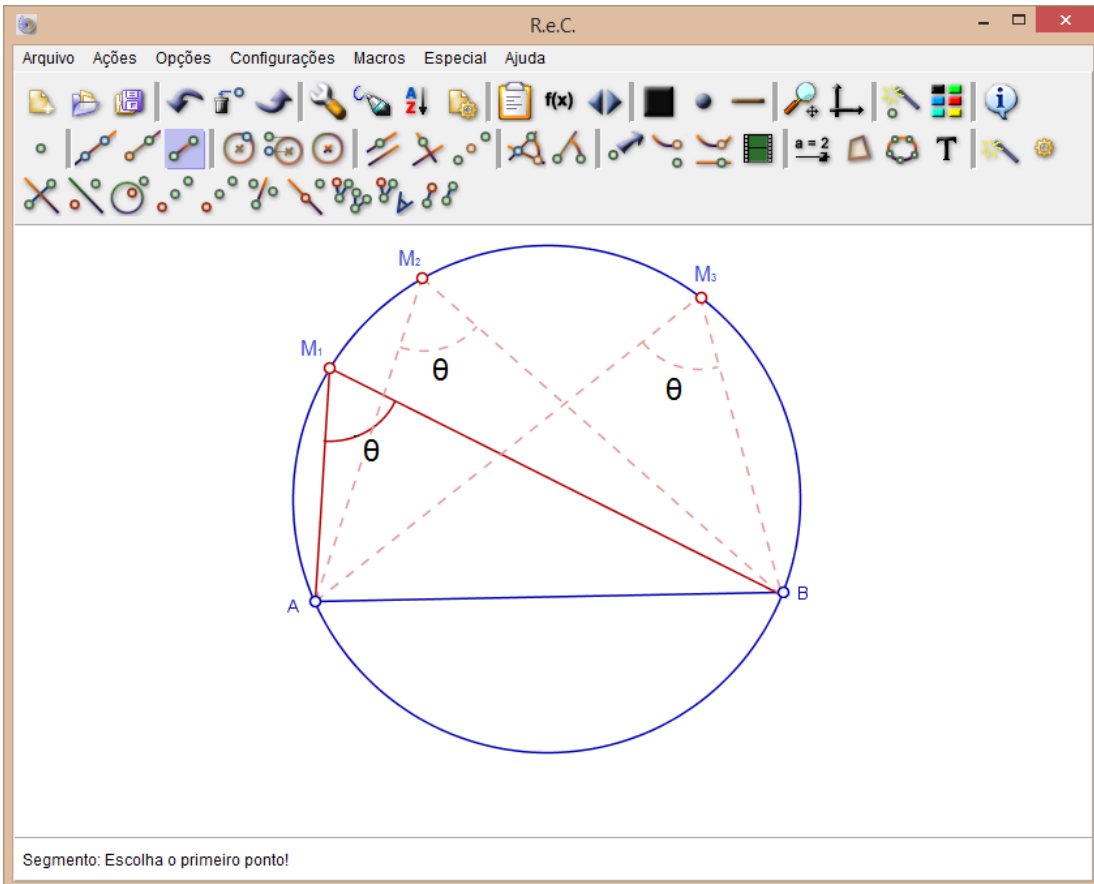 R.e.C.
Arquivo Ações Opções Configurações Macros Especial Ajuda
A Z f(x) i
a = 2 T
M₂
M₃
M₁
θ
θ
θ
A B
Segmento: Escolha o primeiro ponto!